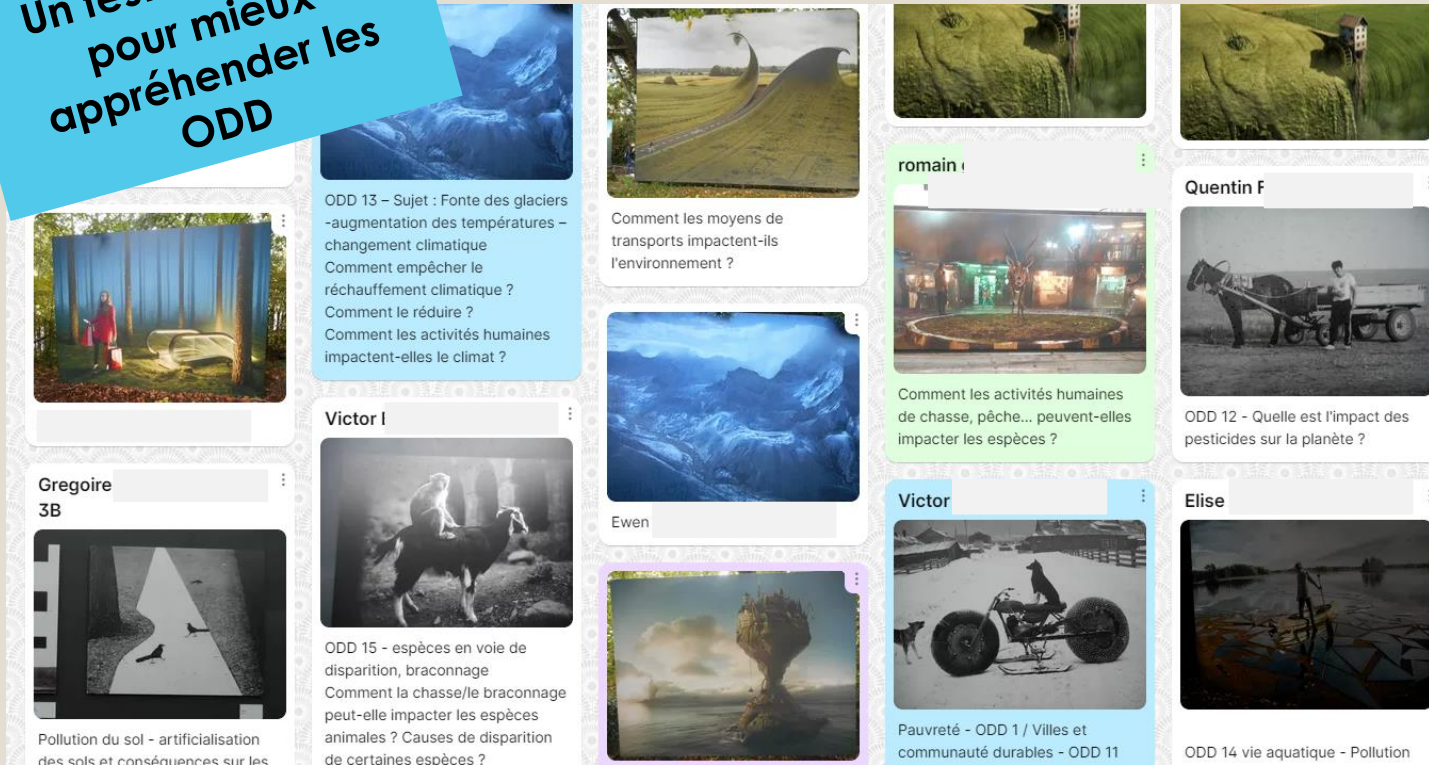 pour mieux
appréhender les
ODD
Gregoire
3B
Pollution du sol - artificialisation
des sols et conséquences sur les
ODD 13 – Sujet : Fonte des glaciers
-augmentation des températures –
changement climatique
Comment empêcher le
réchauffement climatique ?
Comment le réduire ?
Comment les activités humaines
impactent-elles le climat ?
Victor
ODD 15 - espèces en voie de
disparition, braconnage
Comment la chasse/le braconnage
peut-elle impacter les espèces
animales ? Causes de disparition
de certaines espèces ?
Comment les moyens de
transports impactent-ils
l'environnement ?
Ewen
romain
Comment les activités humaines
de chasse, pêche... peuvent-elles
impacter les espèces ?
Victor
Pauvreté - ODD 1 / Villes et
communauté durables - ODD 11
Quentin
ODD 12 - Quelle est l'impact des
pesticides sur la planète ?
Elise
ODD 14 vie aquatique - Pollution